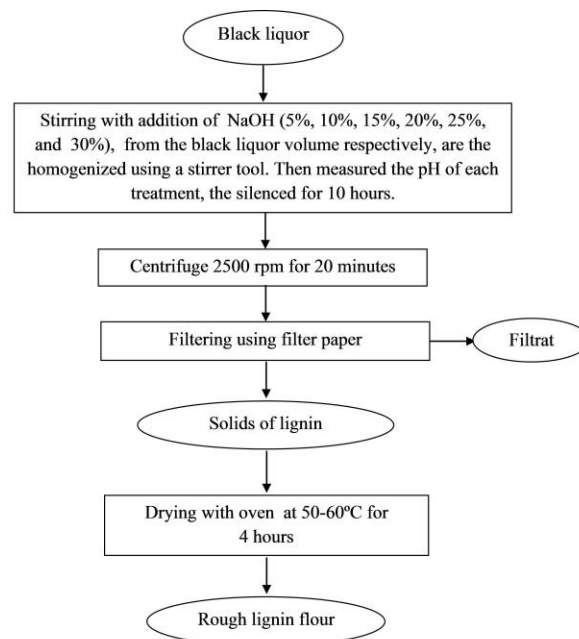 Black liquor
Stirring with addition of NaOH (5%, 10%, 15%, 20%, 25%,
and 30%), from the black liquor volume respectively, are the
homogenized using a stirrer tool. Then measured the pH of each
treatment, the silenced for 10 hours.
Centrifuge 2500 rpm for 20 minutes
Filtering using filter paper
Filtrat
Solids of lignin
Drying with oven at 50-60ºC for
4 hours
Rough lignin flour